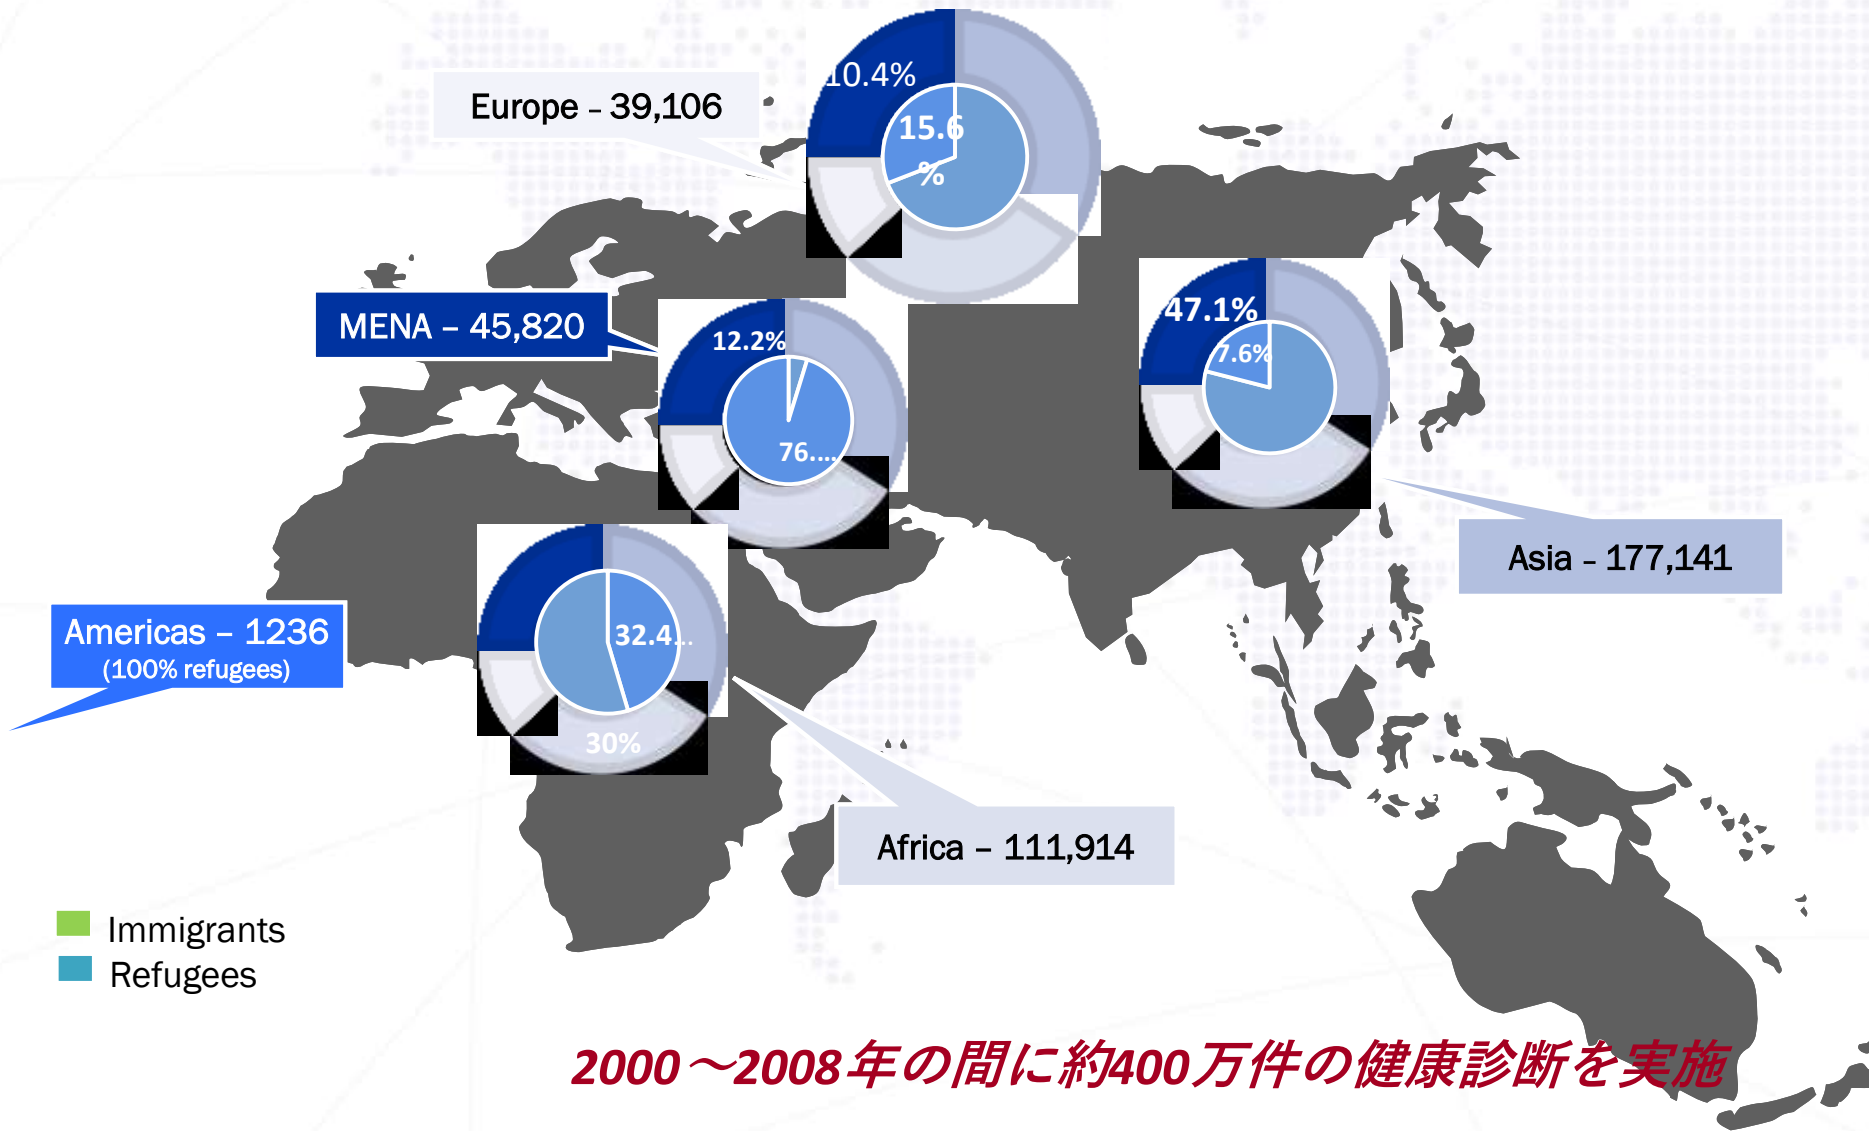 10.4%
Europe – 39,106
15.6
%
MENA – 45,820
12.2%
47.1%
7.6%
76....
Asia – 177,141
Americas – 1236
(100% refugees)
32.4...
30%
Africa – 111,914
Immigrants
Refugees
2000～2008年の間に約400万件の健康診断を実施